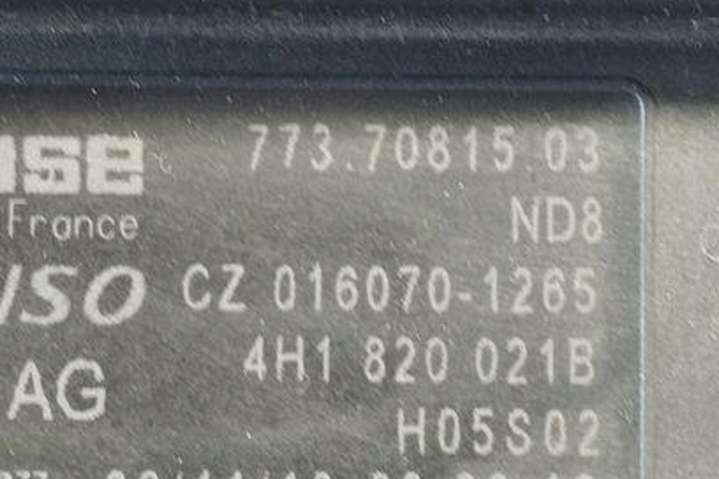 773.70815.03
France ND8
CZ 016070-1265
AG 4H1 820 021B
H05S02